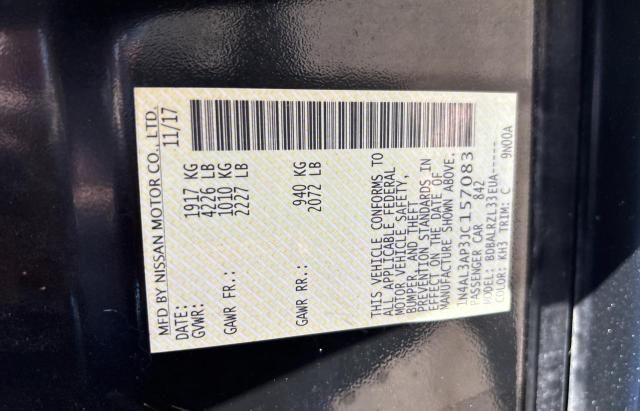 MFD BY NISSAN MOTOR CO., LTD.
DATE: 11/17
GVWR: 1917 KG
4226 LB
GAWR FR.: 1010 KG
2227 LB
GAWR RR.: 940 KG
2072 LB
THIS VEHICLE CONFORMS TO
ALL APPLICABLE FEDERAL
MOTOR VEHICLE SAFETY,
BUMPER, AND THEFT
PREVENTION STANDARDS IN
EFFECT ON THE DATE OF
MANUFACTURE SHOWN ABOVE.
1N4AL3AP3JC157083
PASSENGER CAR 842
MODEL: BDBALRZL33EUA-----
COLOR: KH3 TRIM: C 9N00A